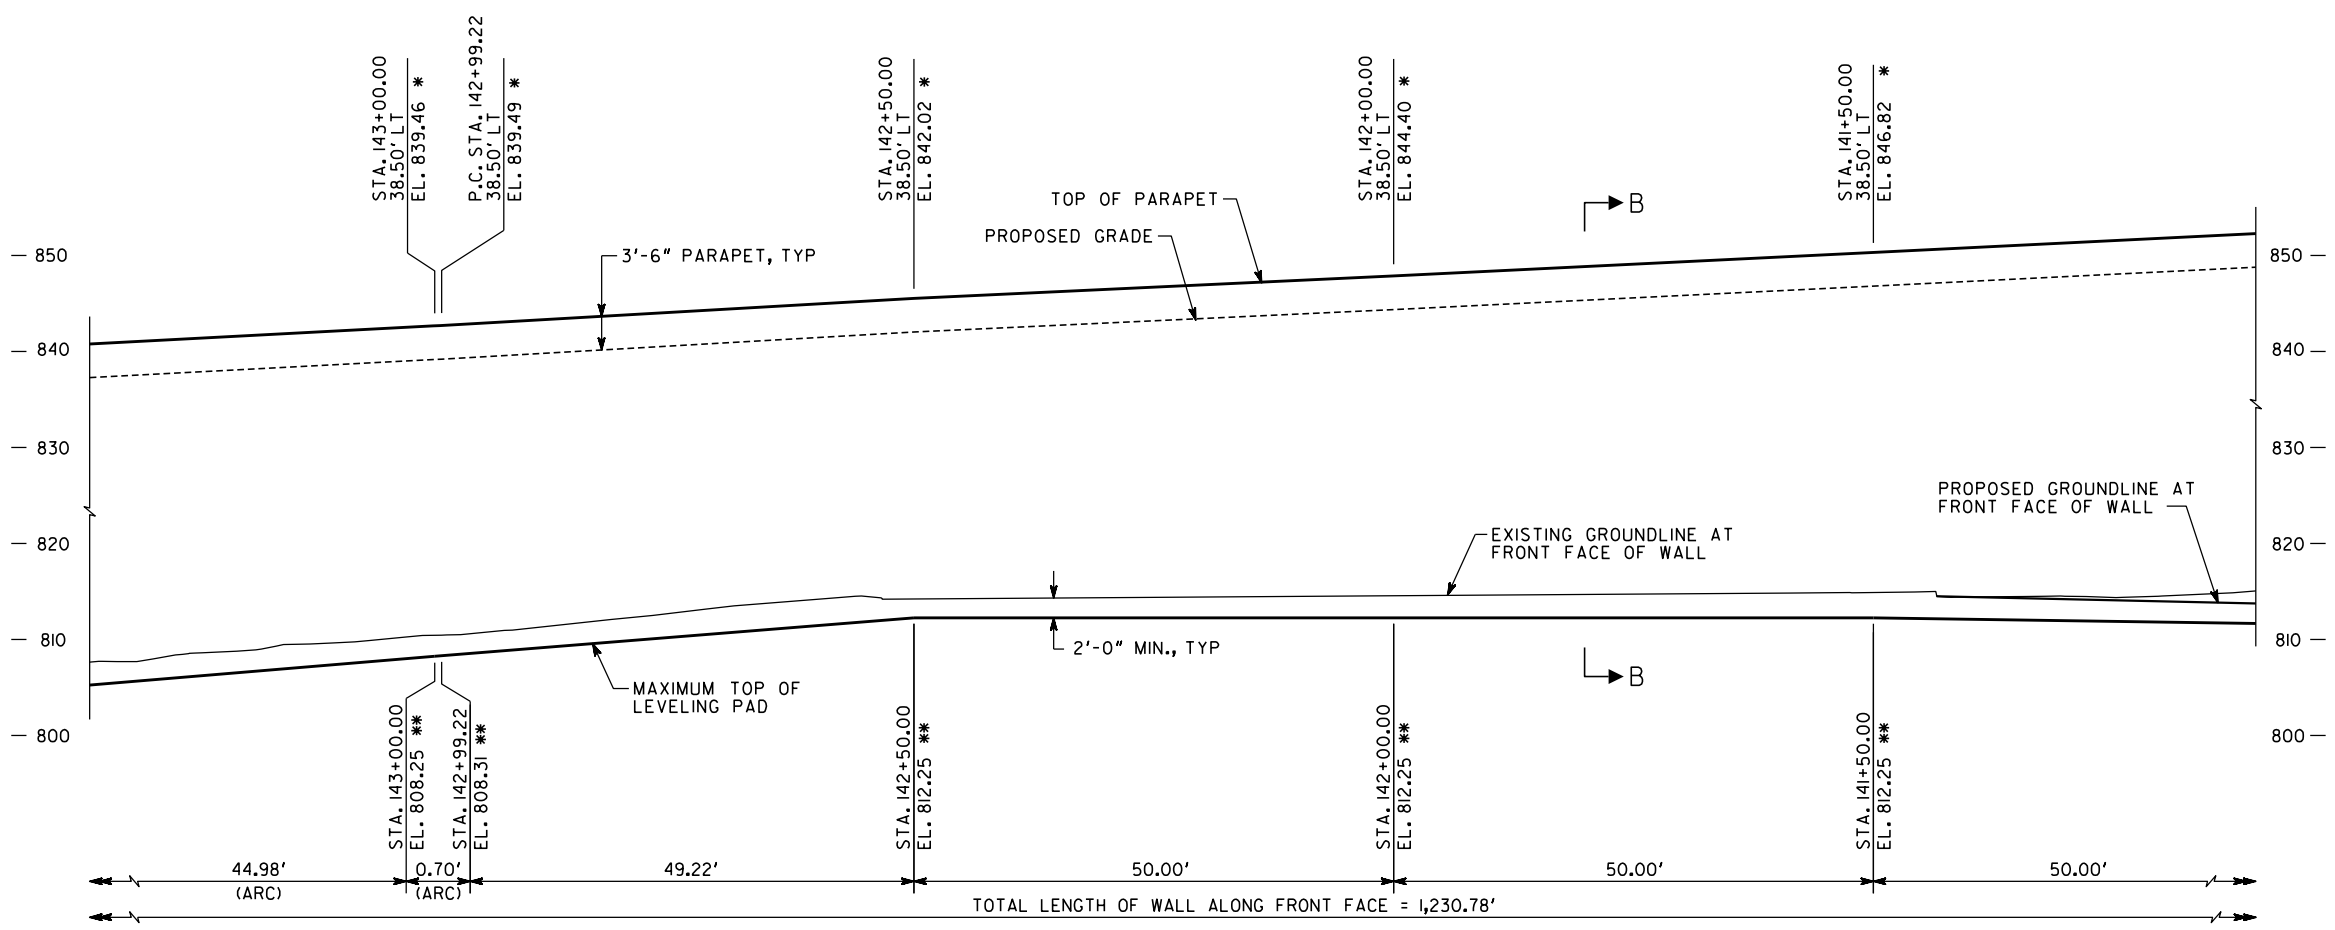 STA. 143+00.00
38.50' LT
EL. 839.46 *
P.C. STA. 142+99.22
38.50' LT
EL. 839.49 *
STA. 142+50.00
38.50' LT
EL. 842.02 *
STA. 142+00.00
38.50' LT
EL. 844.40 *
STA. 141+50.00
38.50' LT
EL. 846.82 *
TOP OF PARAPET
PROPOSED GRADE
3'-6" PARAPET, TYP
B
850
840
830
820
810
800
850
840
830
820
810
800
PROPOSED GROUNDLINE AT
FRONT FACE OF WALL
EXISTING GROUNDLINE AT
FRONT FACE OF WALL
2'-0" MIN., TYP
B
MAXIMUM TOP OF
LEVELING PAD
STA. 143+00.00
EL. 808.25 **
STA. 142+99.22
EL. 808.31 **
STA. 142+50.00
EL. 812.25 **
STA. 142+00.00
EL. 812.25 **
STA. 141+50.00
EL. 812.25 **
44.98'
(ARC)
0.70'
(ARC)
49.22'
50.00'
50.00'
50.00'
TOTAL LENGTH OF WALL ALONG FRONT FACE = 1,230.78'